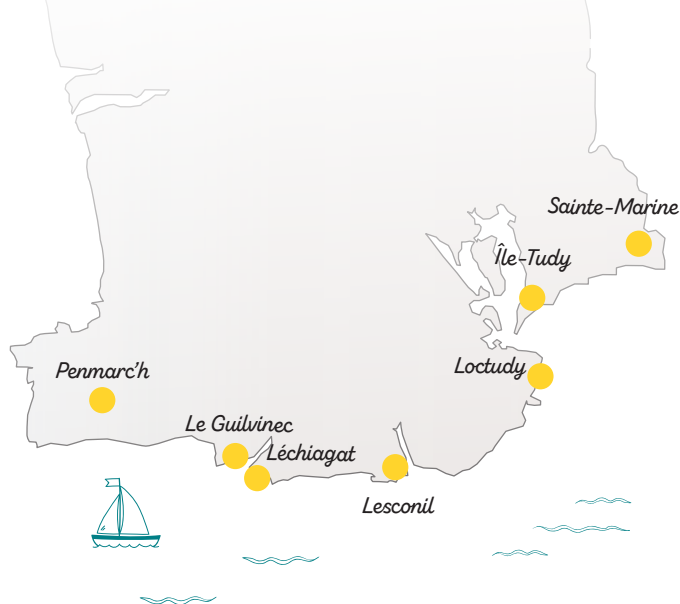 Sainte-Marine
Île-Tudy
Loctudy
Penmarc’h
Le Guilvinec
Léchiagat
Lesconil